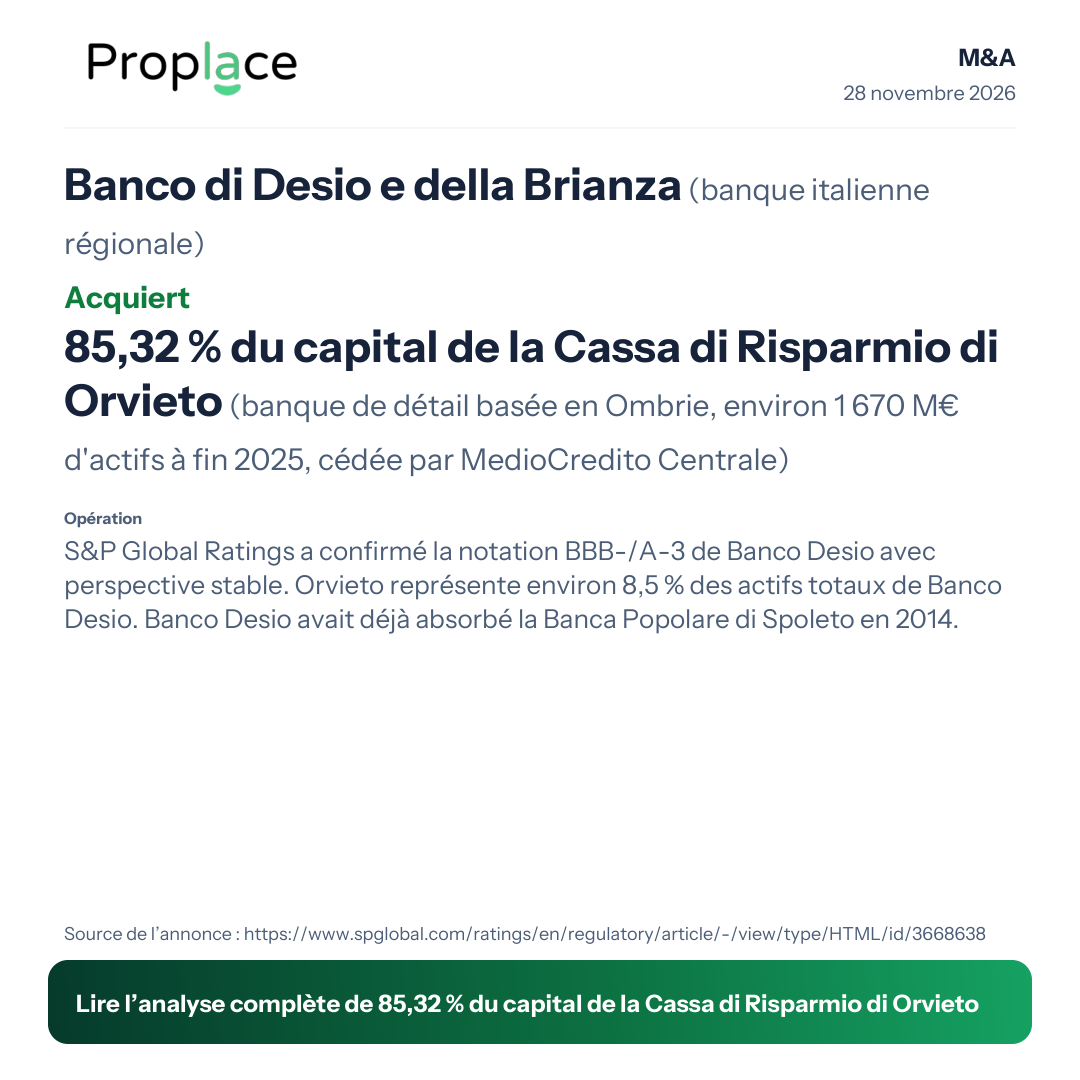 Proplace
M&A
28 novembre 2026
Banco di Desio e della Brianza (banque italienne
régionale)
Acquiert
85,32 % du capital de la Cassa di Risparmio di
Orvieto (banque de détail basée en Ombrie, environ 1 670 M€
d'actifs à fin 2025, cédée par MedioCredito Centrale)
Opération
S&P Global Ratings a confirmé la notation BBB-/A-3 de Banco Desio avec
perspective stable. Orvieto représente environ 8,5 % des actifs totaux de Banco
Desio. Banco Desio avait déjà absorbé la Banca Popolare di Spoleto en 2014.
Source de l’annonce : https://www.spglobal.com/ratings/en/regulatory/article/-/view/type/HTML/id/3668638
Lire l’analyse complète de 85,32 % du capital de la Cassa di Risparmio di Orvieto